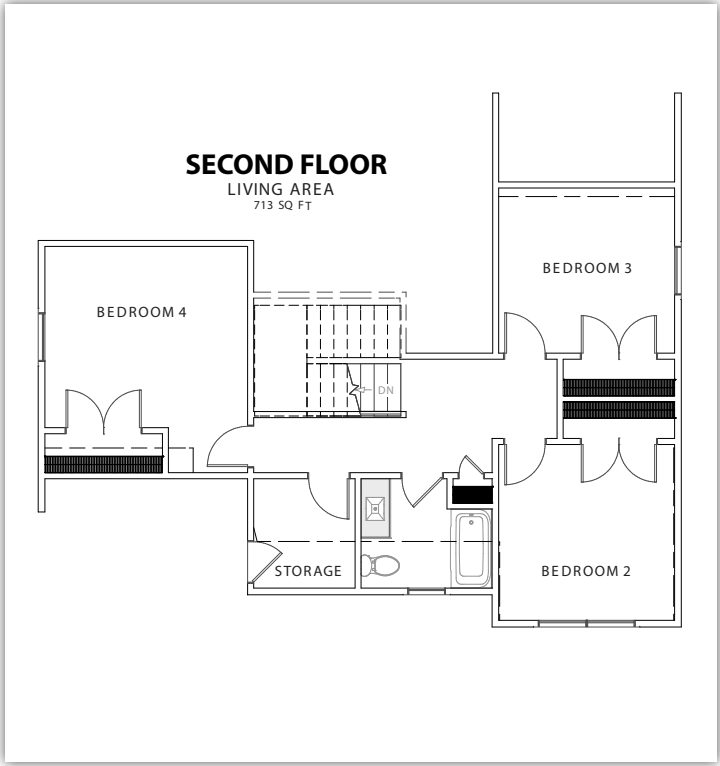 SECOND FLOOR
LIVING AREA
713 SQ FT
BEDROOM 3
BEDROOM 4
DN
STORAGE
BEDROOM 2